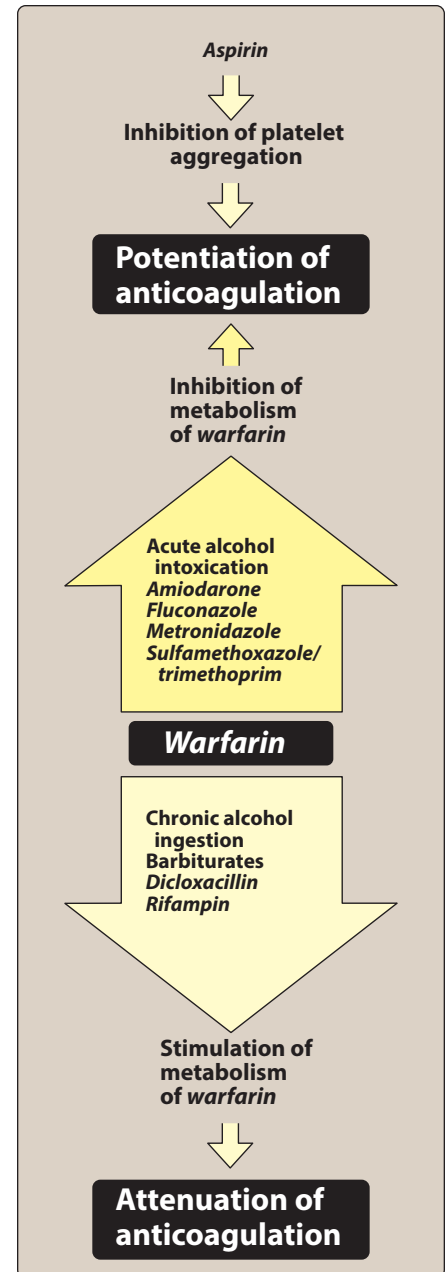 Aspirin
Inhibition of platelet
aggregation
Potentiation of
anticoagulation
Inhibition of
metabolism
of warfarin
Acute alcohol
intoxication
Amiodarone
Fluconazole
Metronidazole
Sulfamethoxazole/
trimethoprim
Warfarin
Chronic alcohol
ingestion
Barbiturates
Dicloxacillin
Rifampin
Stimulation of
metabolism
of warfarin
Attenuation of
anticoagulation